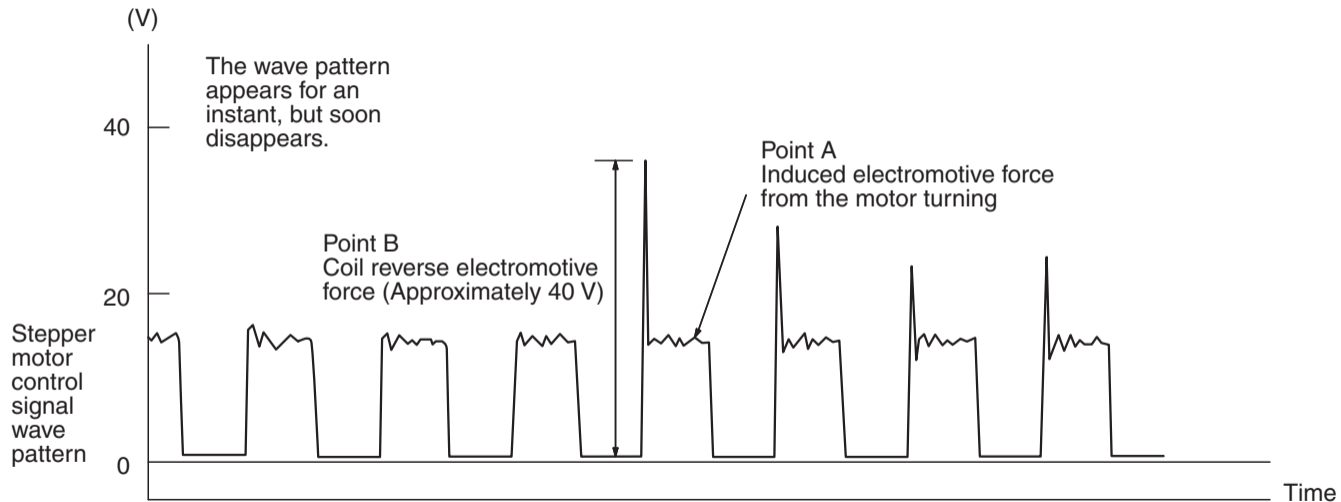 (V)
The wave pattern
appears for an
instant, but soon
disappears.
40
Point A
Induced electromotive force
from the motor turning
Point B
Coil reverse electromotive
force (Approximately 40 V)
20
Stepper
motor
control
signal
wave
pattern
0
Time